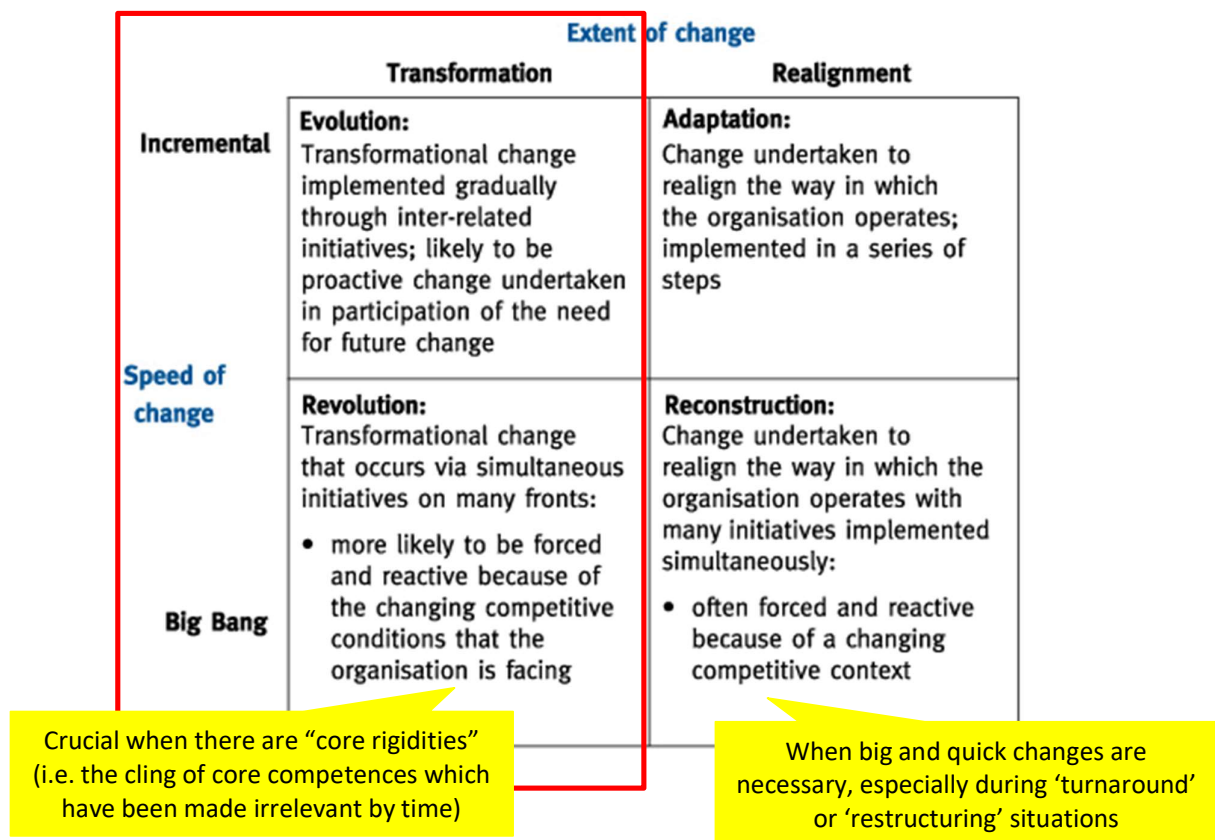 Extent of change
Transformation
Realignment
Incremental
Evolution:
Transformational change
implemented gradually
through inter-related
initiatives; likely to be
proactive change undertaken
in participation of the need
for future change
Adaptation:
Change undertaken to
realign the way in which
the organisation operates;
implemented in a series of
steps
Speed of
change
Big Bang
Revolution:
Transformational change
that occurs via simultaneous
initiatives on many fronts:
• more likely to be forced
and reactive because of
the changing competitive
conditions that the
organisation is facing
Reconstruction:
Change undertaken to
realign the way in which the
organisation operates with
many initiatives implemented
simultaneously:
• often forced and reactive
because of a changing
competitive context
Crucial when there are “core rigidities”
(i.e. the cling of core competences which
have been made irrelevant by time)
When big and quick changes are
necessary, especially during ‘turnaround’
or ‘restructuring’ situations